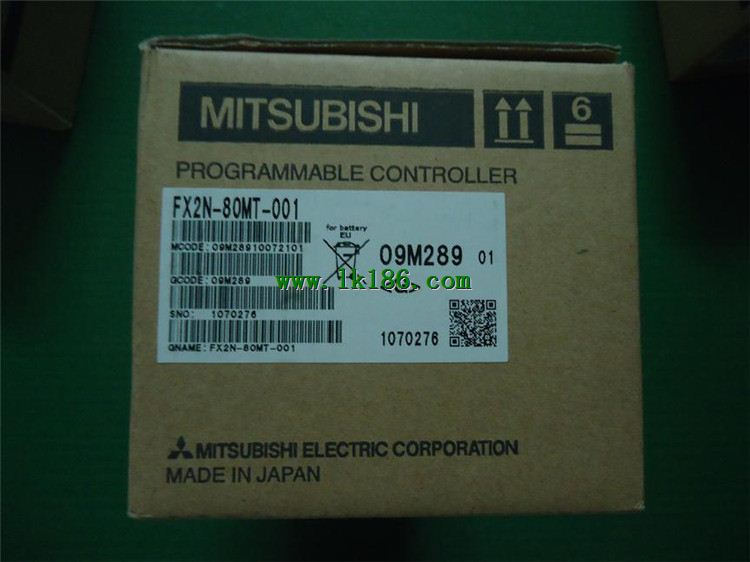 MITSUBISHI
6
PROGRAMMABLE CONTROLLER
FX2N-80MT-001
for battery
EU
MCODE: 09M28910072101
09M289 01
GCODE: 09M289
www.1k186.com
SNO: 1070276
1070276
GNAME: FX2N-80MT-001
MITSUBISHI ELECTRIC CORPORATION
MADE IN JAPAN